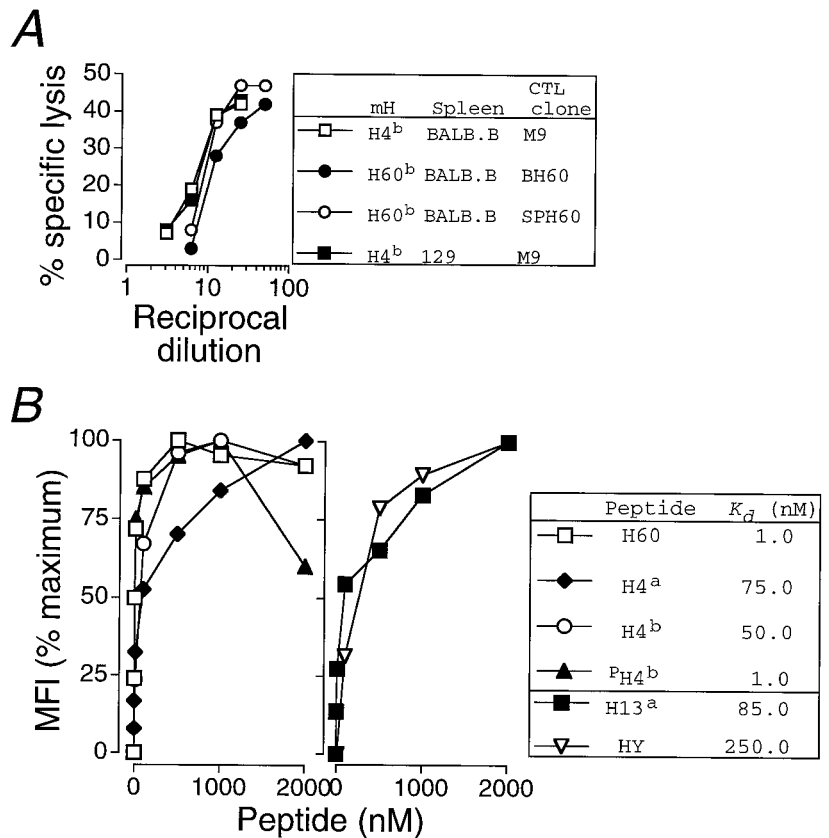 A
% specific lysis
50
40
30
20
10
0
1 10 100
Reciprocal
dilution
CTL
mH Spleen clone
H4b BALB.B M9
H60b BALB.B BH60
H60b BALB.B SPH60
H4b 129 M9
B
MFI (% maximum)
100
75
50
25
0
0 1000 20000 1000 2000
Peptide (nM)
Peptide Kd (nM)
H60 1.0
H4a 75.0
H4b 50.0
PH4b 1.0
H13a 85.0
HY 250.0